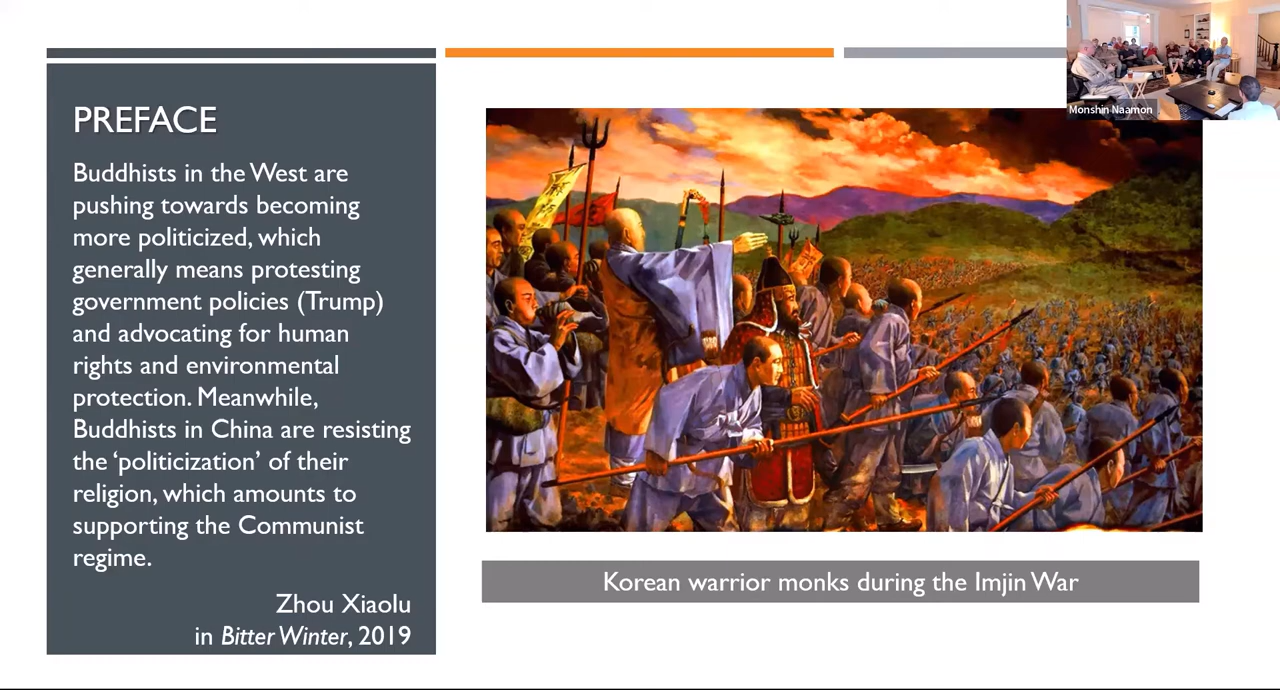 PREFACE
Buddhists in the West are
pushing towards becoming
more politicized, which
generally means protesting
government policies (Trump)
and advocating for human
rights and environmental
protection. Meanwhile,
Buddhists in China are resisting
the ‘politicization’ of their
religion, which amounts to
supporting the Communist
regime.
Zhou Xiaolu
in Bitter Winter, 2019
Monshin Naamon
Korean warrior monks during the Imjin War